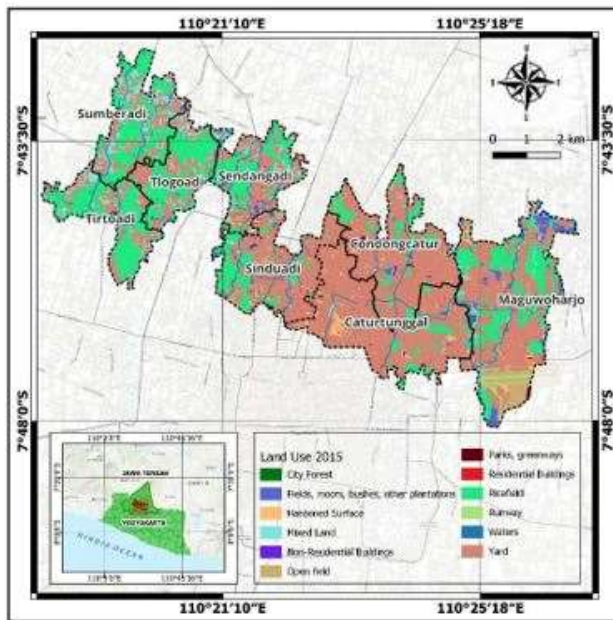 110°21'10"E 110°25'18"E
7°43'30"S 7°43'30"S
0 1 2 km
Sumberadi
Tlogoadi
Sendangadi
Tirtoadi
Sinduadi
Condongcatur
Maguwoharjo
Caturtunggal
7°48'0"S 7°48'0"S
JAWA TENGAH
YOGYAKARTA
HINDIA OCEAN
Land Use 2015
City Forest
Fields, moors, bushes, other plantations
Hardened Surface
Mixed Land
Non-Residential Buildings
Open field
Parks, greenways
Residential Buildings
Ricefield
Runway
Waters
Yard
110°21'10"E 110°25'18"E